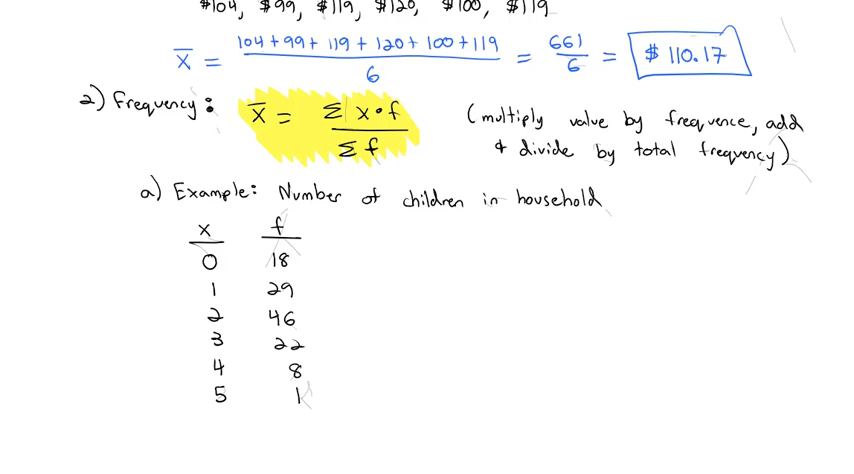 $104, $99, $119, $120, $100, $119
x̄ = 104+99+119+120+100+119 / 6 = 661 / 6 = $110.17
2) Frequency: x̄ = Σ x·f / Σ f (multiply value by frequence, add
& divide by total frequency)
a) Example: Number of children in household
x f
0 18
1 29
2 46
3 22
4 8
5 1